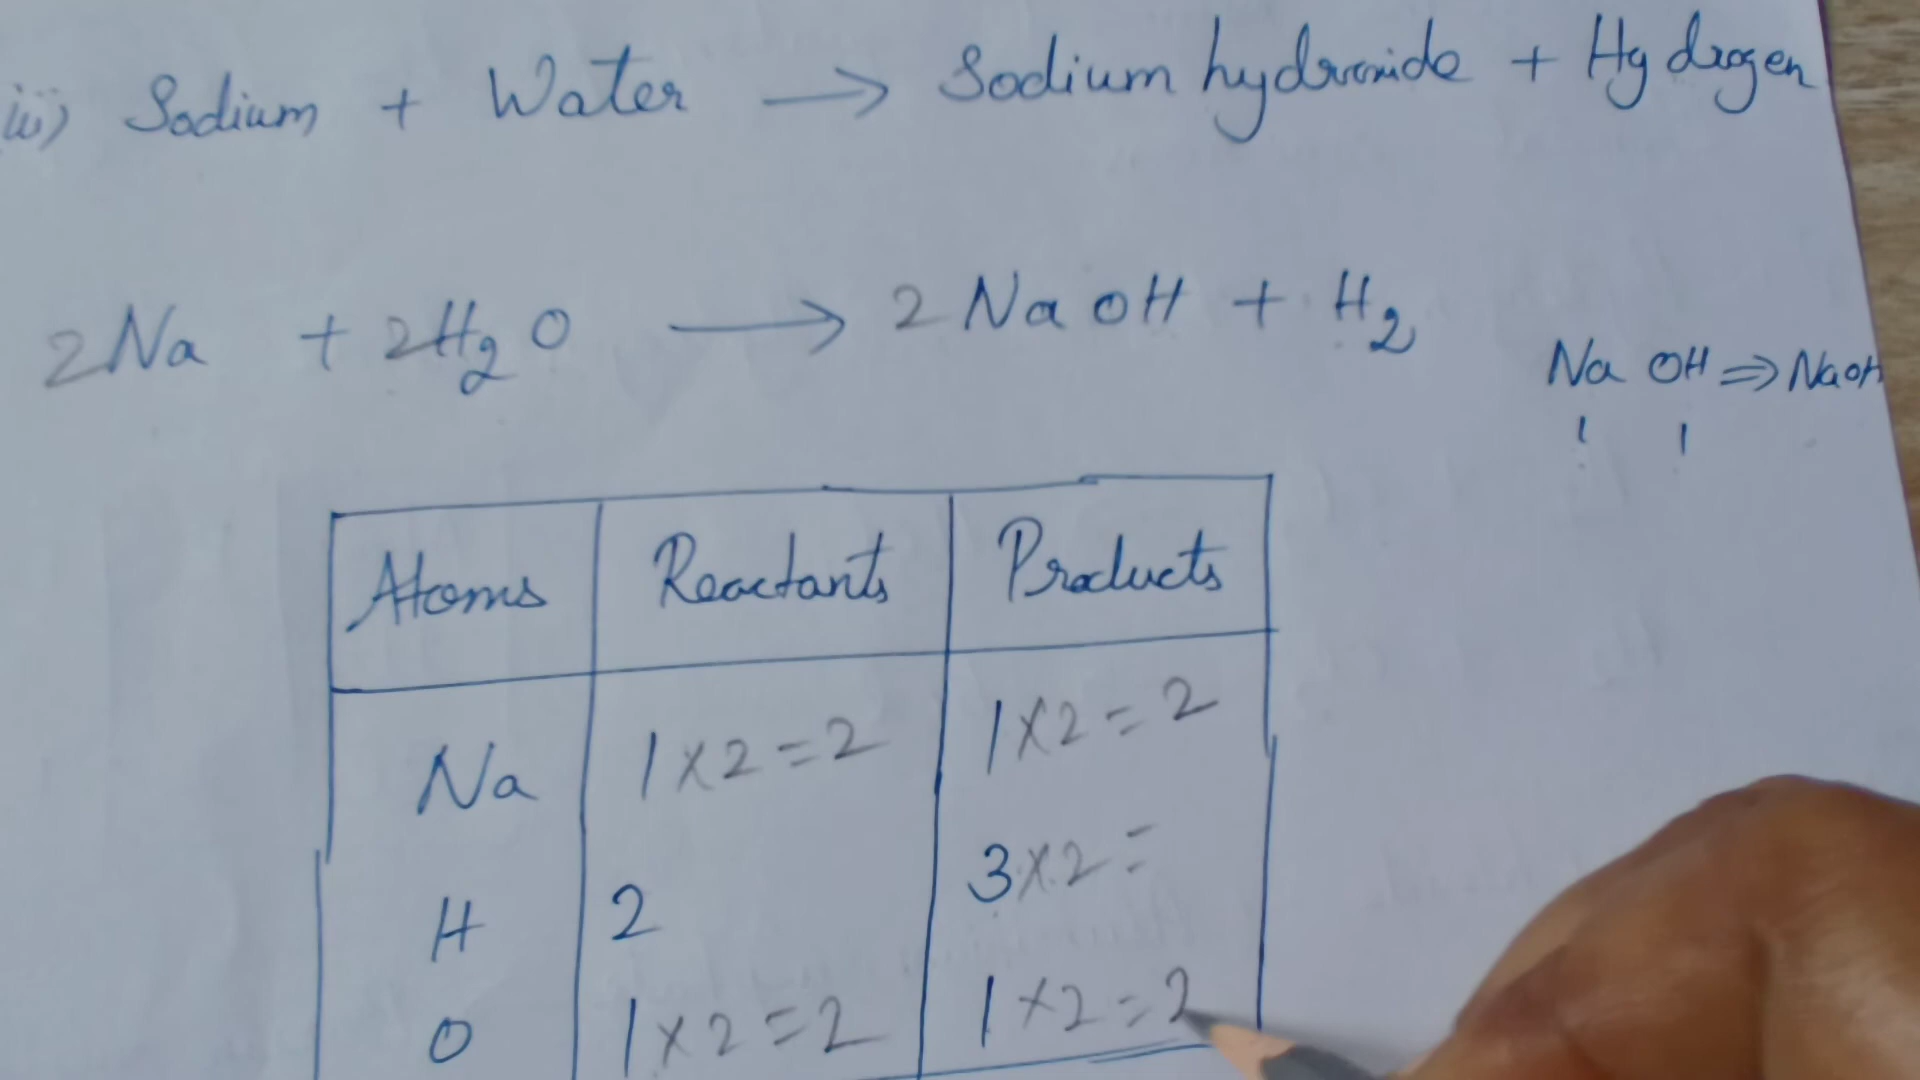 iii) Sodium + Water → Sodium hydroxide + Hydrogen
2Na + 2H₂O → 2NaOH + H₂
Na OH ⇒ NaOH
1 1
Atoms Reactants Products
Na 1×2=2 1×2=2
H 2 3×2=
O 1×2=2 1×2=2